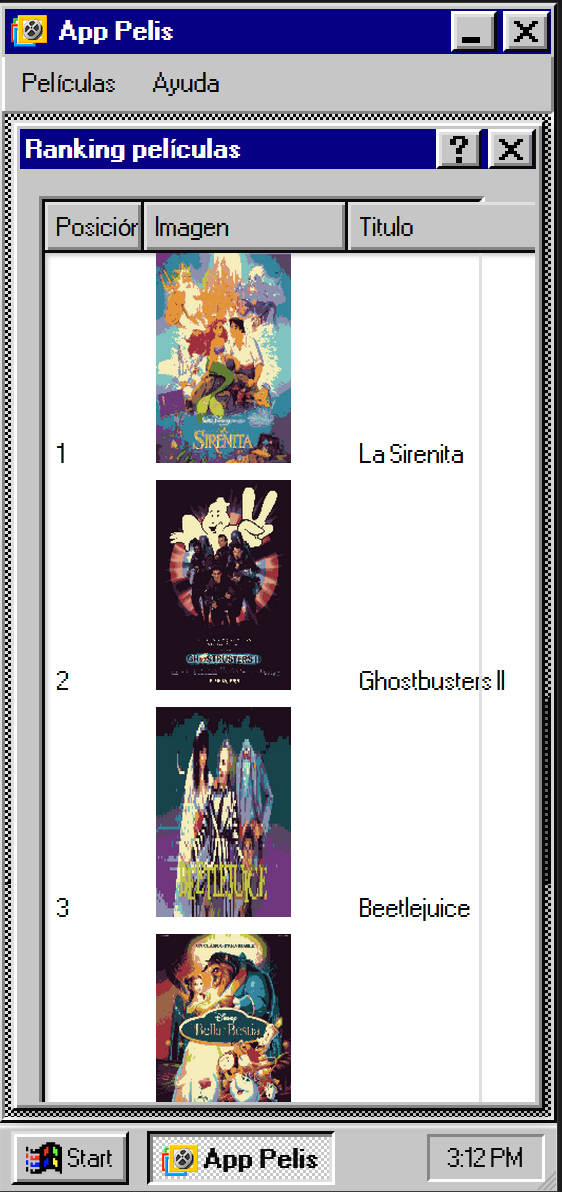 App Pelis
Películas Ayuda
Ranking películas
Posición Imagen Titulo
LA
SIRENITA
1 La Sirenita
GHOSTBUSTERS II
2 Ghostbusters II
BEETLEJUICE
3 Beetlejuice
Disney
Bella y Bestia
Start App Pelis 3:12 PM